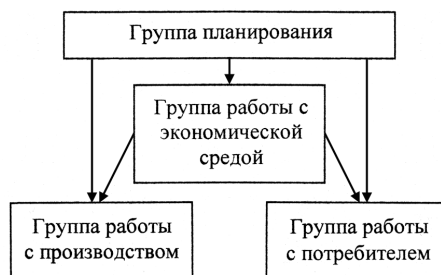 Группа планирования
Группа работы с
экономической
средой
Группа работы
с производством
Группа работы
с потребителем